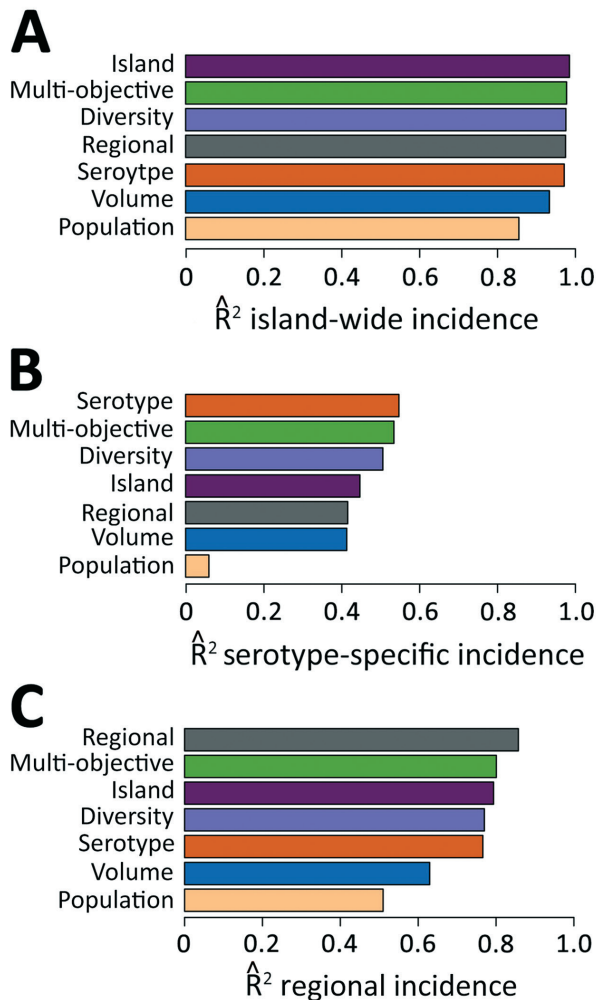 A
Island
Multi-objective
Diversity
Regional
Seroytpe
Volume
Population
0 0.2 0.4 0.6 0.8 1.0
R̂² island-wide incidence
B
Serotype
Multi-objective
Diversity
Island
Regional
Volume
Population
0 0.2 0.4 0.6 0.8 1.0
R̂² serotype-specific incidence
C
Regional
Multi-objective
Island
Diversity
Serotype
Volume
Population
0 0.2 0.4 0.6 0.8 1.0
R̂² regional incidence